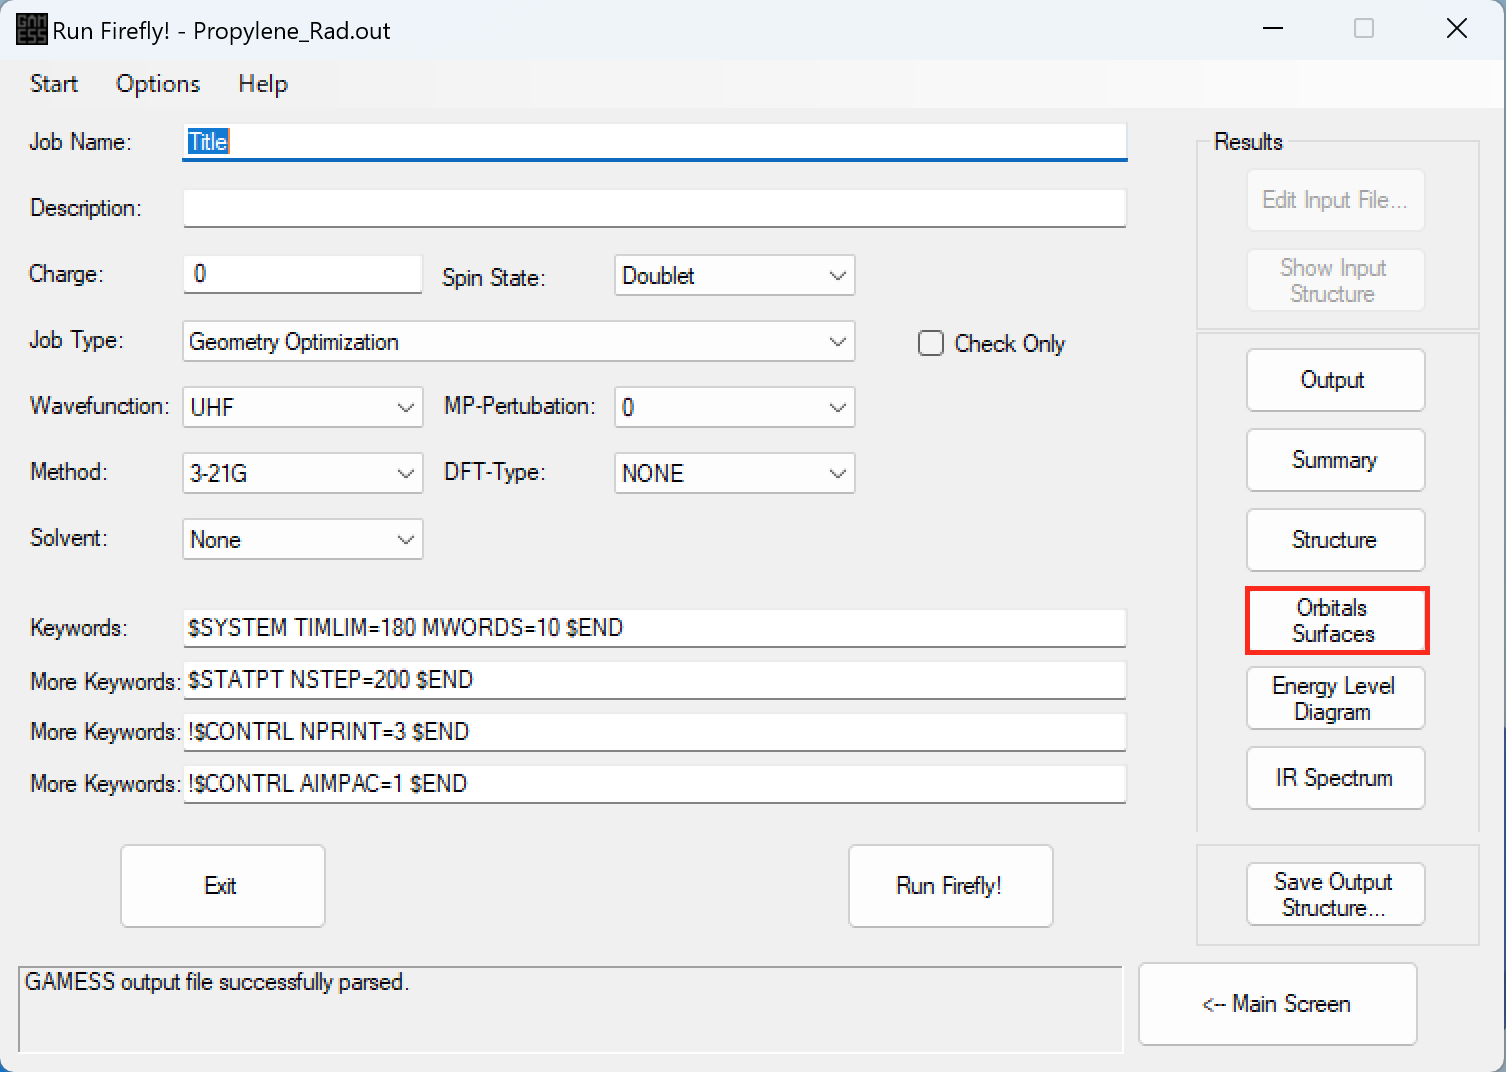 GAMESS
Run Firefly! - Propylene_Rad.out
Start Options Help
Job Name: Title
Description:
Charge: 0 Spin State: Doublet
Job Type: Geometry Optimization Check Only
Wavefunction: UHF MP-Pertubation: 0
Method: 3-21G DFT-Type: NONE
Solvent: None
Keywords: $SYSTEM TIMLIM=180 MWORDS=10 $END
More Keywords: $STATPT NSTEP=200 $END
More Keywords: !$CONTRL NPRINT=3 $END
More Keywords: !$CONTRL AIMPAC=1 $END
Exit
Run Firefly!
Results
Edit Input File...
Show Input
Structure
Output
Summary
Structure
Orbitals
Surfaces
Energy Level
Diagram
IR Spectrum
Save Output
Structure...
GAMESS output file successfully parsed.
<-- Main Screen